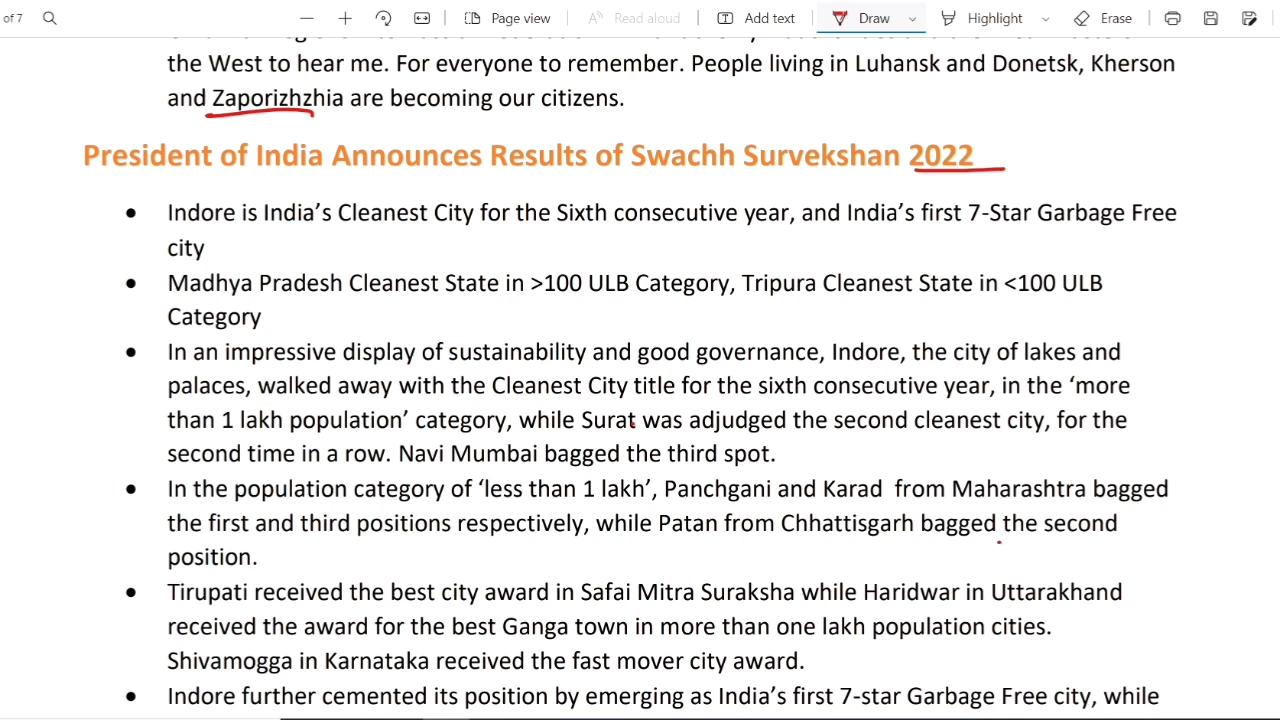 of 7
Page view
Read aloud
Add text
Draw
Highlight
Erase
the West to hear me. For everyone to remember. People living in Luhansk and Donetsk, Kherson
and Zaporizhzhia are becoming our citizens.
President of India Announces Results of Swachh Survekshan 2022
• Indore is India's Cleanest City for the Sixth consecutive year, and India's first 7-Star Garbage Free
city
• Madhya Pradesh Cleanest State in >100 ULB Category, Tripura Cleanest State in <100 ULB
Category
• In an impressive display of sustainability and good governance, Indore, the city of lakes and
palaces, walked away with the Cleanest City title for the sixth consecutive year, in the ‘more
than 1 lakh population’ category, while Surat was adjudged the second cleanest city, for the
second time in a row. Navi Mumbai bagged the third spot.
• In the population category of ‘less than 1 lakh’, Panchgani and Karad from Maharashtra bagged
the first and third positions respectively, while Patan from Chhattisgarh bagged the second
position.
• Tirupati received the best city award in Safai Mitra Suraksha while Haridwar in Uttarakhand
received the award for the best Ganga town in more than one lakh population cities.
Shivamogga in Karnataka received the fast mover city award.
• Indore further cemented its position by emerging as India's first 7-star Garbage Free city, while